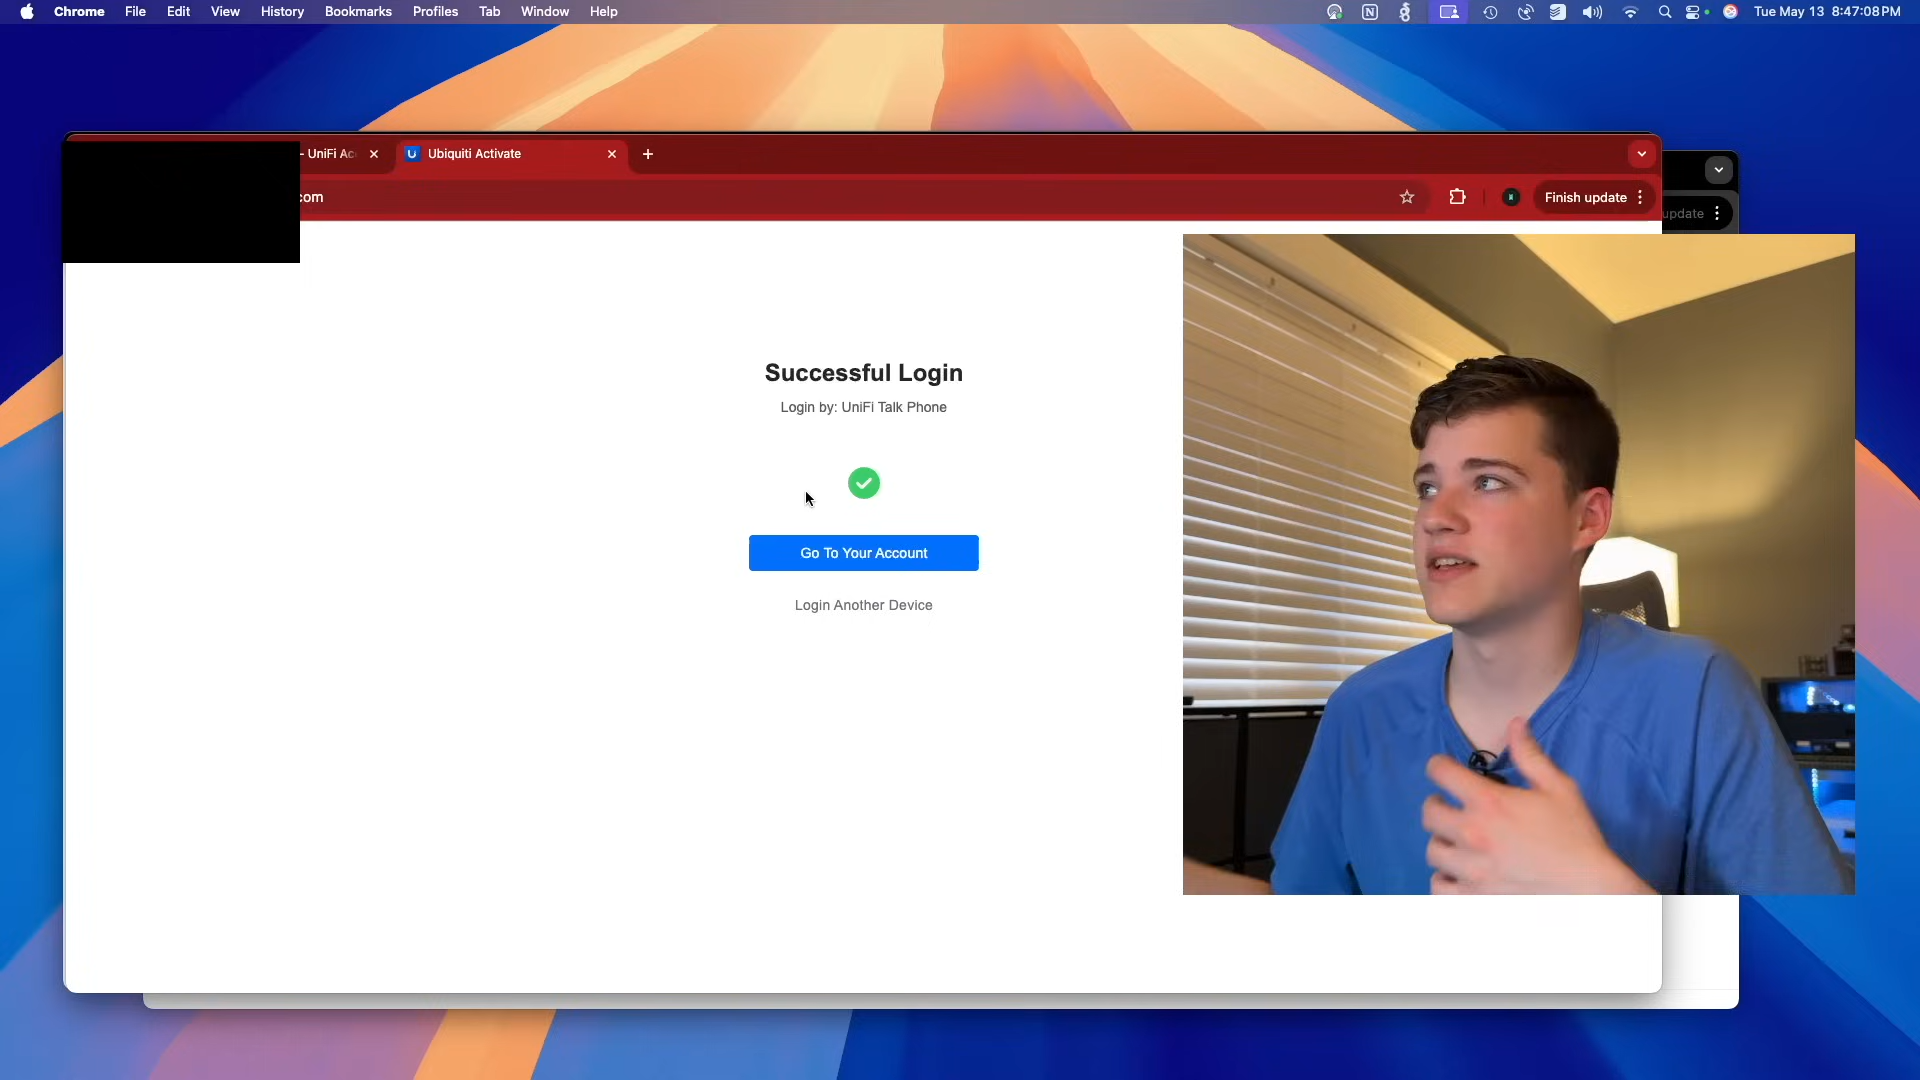 Chrome File Edit View History Bookmarks Profiles Tab Window Help
Tue May 13 8:47:08 PM
- UniFi Ac
Ubiquiti Activate
.com
Finish update
update
Successful Login
Login by: UniFi Talk Phone
Go To Your Account
Login Another Device